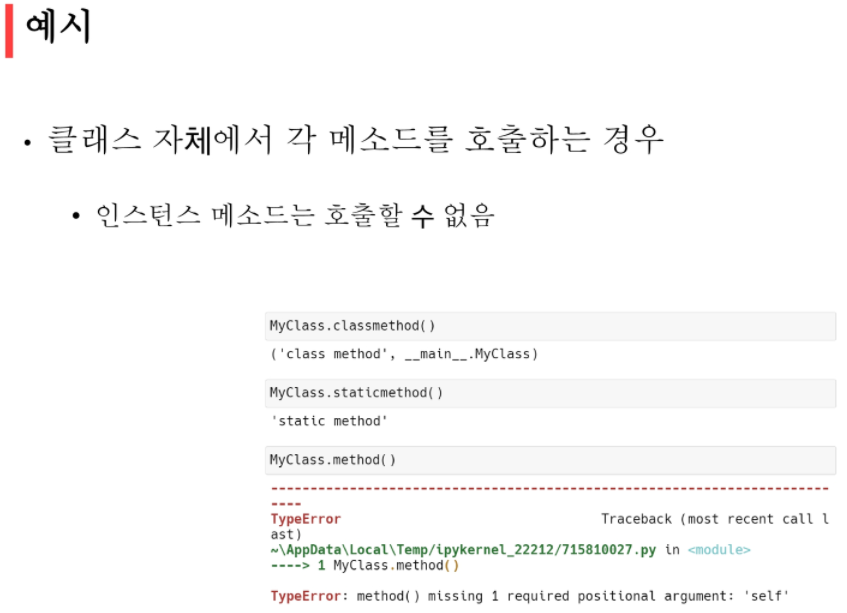 예시
• 클래스 자체에서 각 메소드를 호출하는 경우
• 인스턴스 메소드는 호출할 수 없음
MyClass.classmethod()
('class method', __main__.MyClass)
MyClass.staticmethod()
'static method'
MyClass.method()
---------------------------------------------------------------------------
----
TypeError                                 Traceback (most recent call l
ast)
~\AppData\Local\Temp/ipykernel_22212/715810027.py in <module>
----> 1 MyClass.method()
TypeError: method() missing 1 required positional argument: 'self'